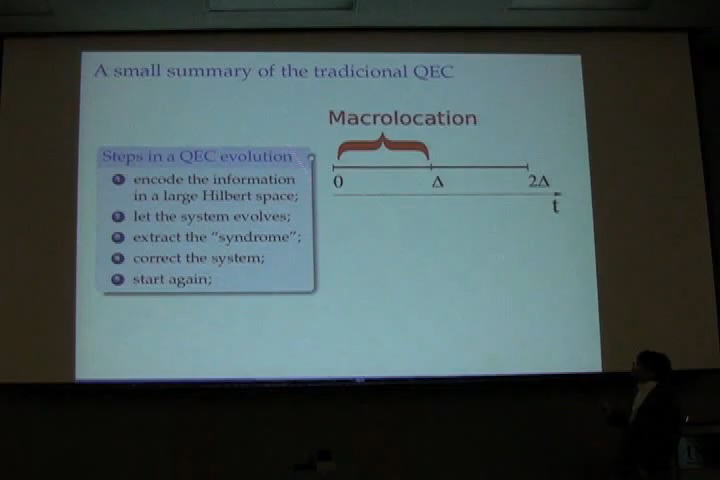 A small summary of the tradicional QEC
Macrolocation
Steps in a QEC evolution
encode the information
in a large Hilbert space;
let the system evolves;
extract the “syndrome”;
correct the system;
start again;
0 Δ 2Δ
t